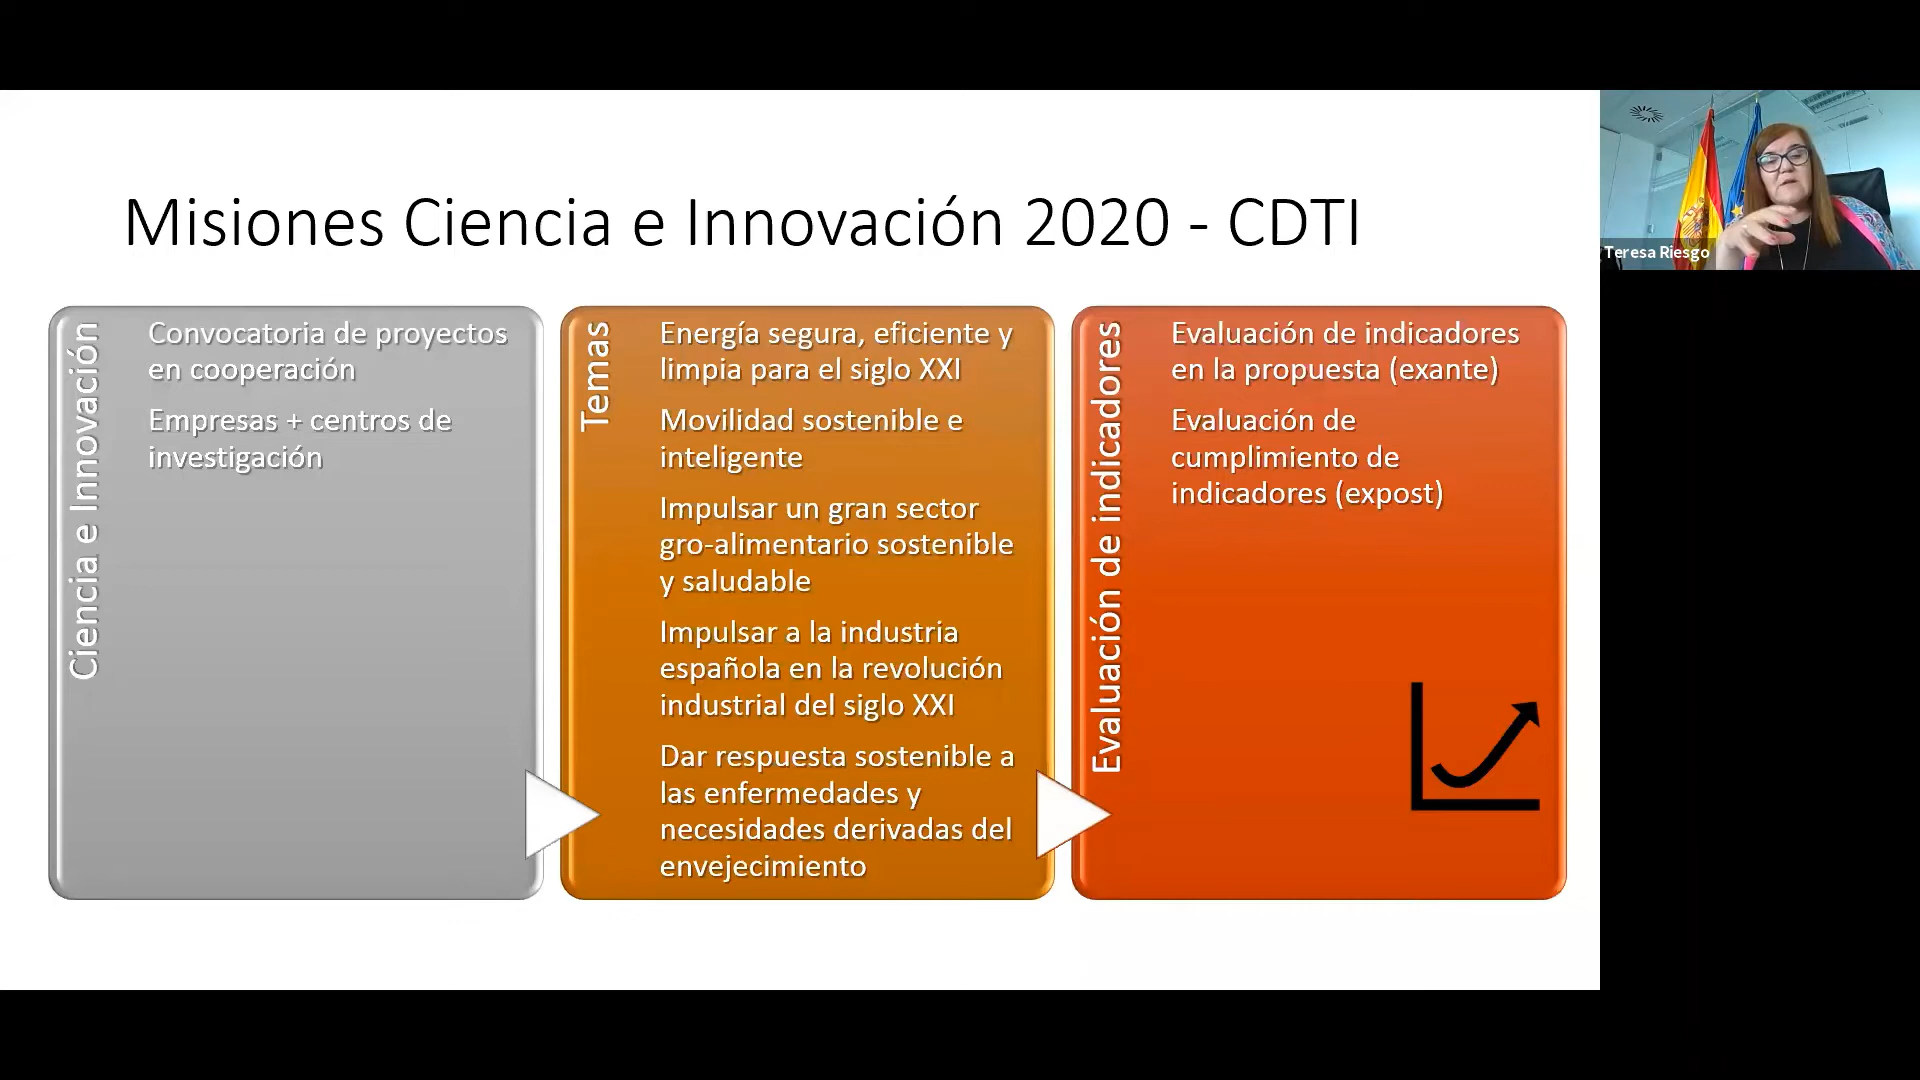 Misiones Ciencia e Innovación 2020 - CDTI
Teresa Riesgo
Ciencia e Innovación
Convocatoria de proyectos
en cooperación
Empresas + centros de
investigación
Temas
Energía segura, eficiente y
limpia para el siglo XXI
Movilidad sostenible e
inteligente
Impulsar un gran sector
gro-alimentario sostenible
y saludable
Impulsar a la industria
española en la revolución
industrial del siglo XXI
Dar respuesta sostenible a
las enfermedades y
necesidades derivadas del
envejecimiento
Evaluación de indicadores
Evaluación de indicadores
en la propuesta (exante)
Evaluación de
cumplimiento de
indicadores (expost)